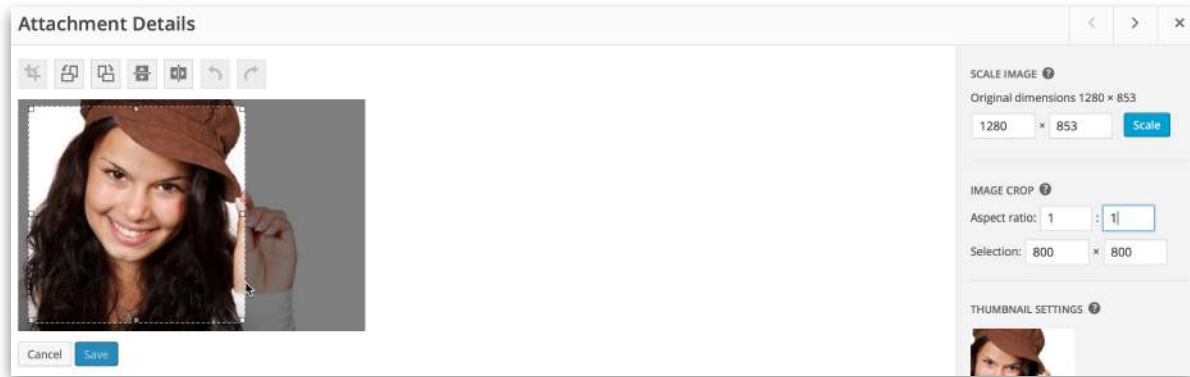 Attachment Details
SCALE IMAGE
Original dimensions 1280 × 853
1280 × 853 Scale
IMAGE CROP
Aspect ratio: 1 : 1
Selection: 800 × 800
THUMBNAIL SETTINGS
Cancel Save